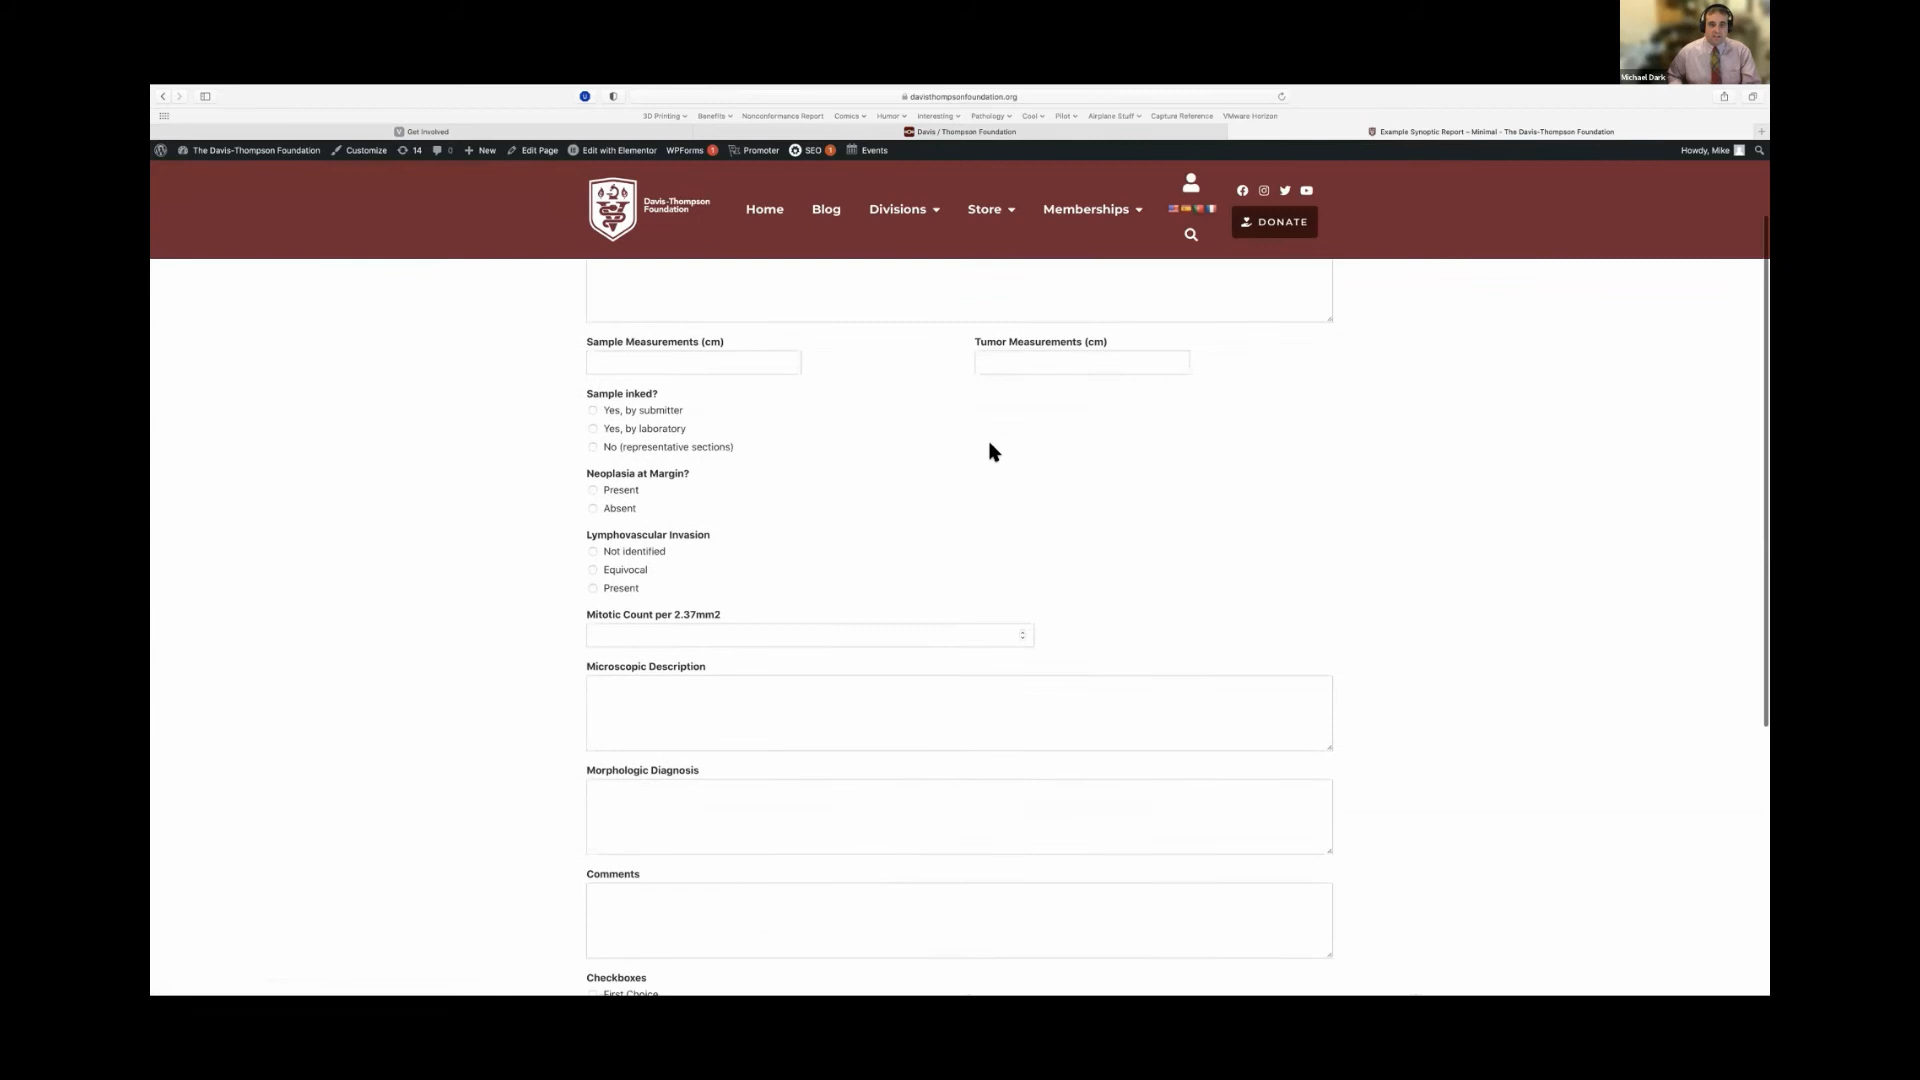 Michael Dark
davisthompsonfoundation.org
3D Printing Benefits Nonconformance Report Comics Humor Interesting Pathology Cool Pilot Airplane Stuff Capture Reference VMware Horizon
Get Involved
Davis / Thompson Foundation
Example Synoptic Report – Minimal - The Davis-Thompson Foundation
The Davis-Thompson Foundation Customize 14 0 New Edit Page Edit with Elementor WPForms 1 Promoter SEO 1 Events Howdy, Mike
Davis-Thompson
Foundation
Home Blog Divisions Store Memberships
DONATE
Sample Measurements (cm) Tumor Measurements (cm)
Sample inked?
Yes, by submitter
Yes, by laboratory
No (representative sections)
Neoplasia at Margin?
Present
Absent
Lymphovascular Invasion
Not identified
Equivocal
Present
Mitotic Count per 2.37mm2
Microscopic Description
Morphologic Diagnosis
Comments
Checkboxes
First Choice